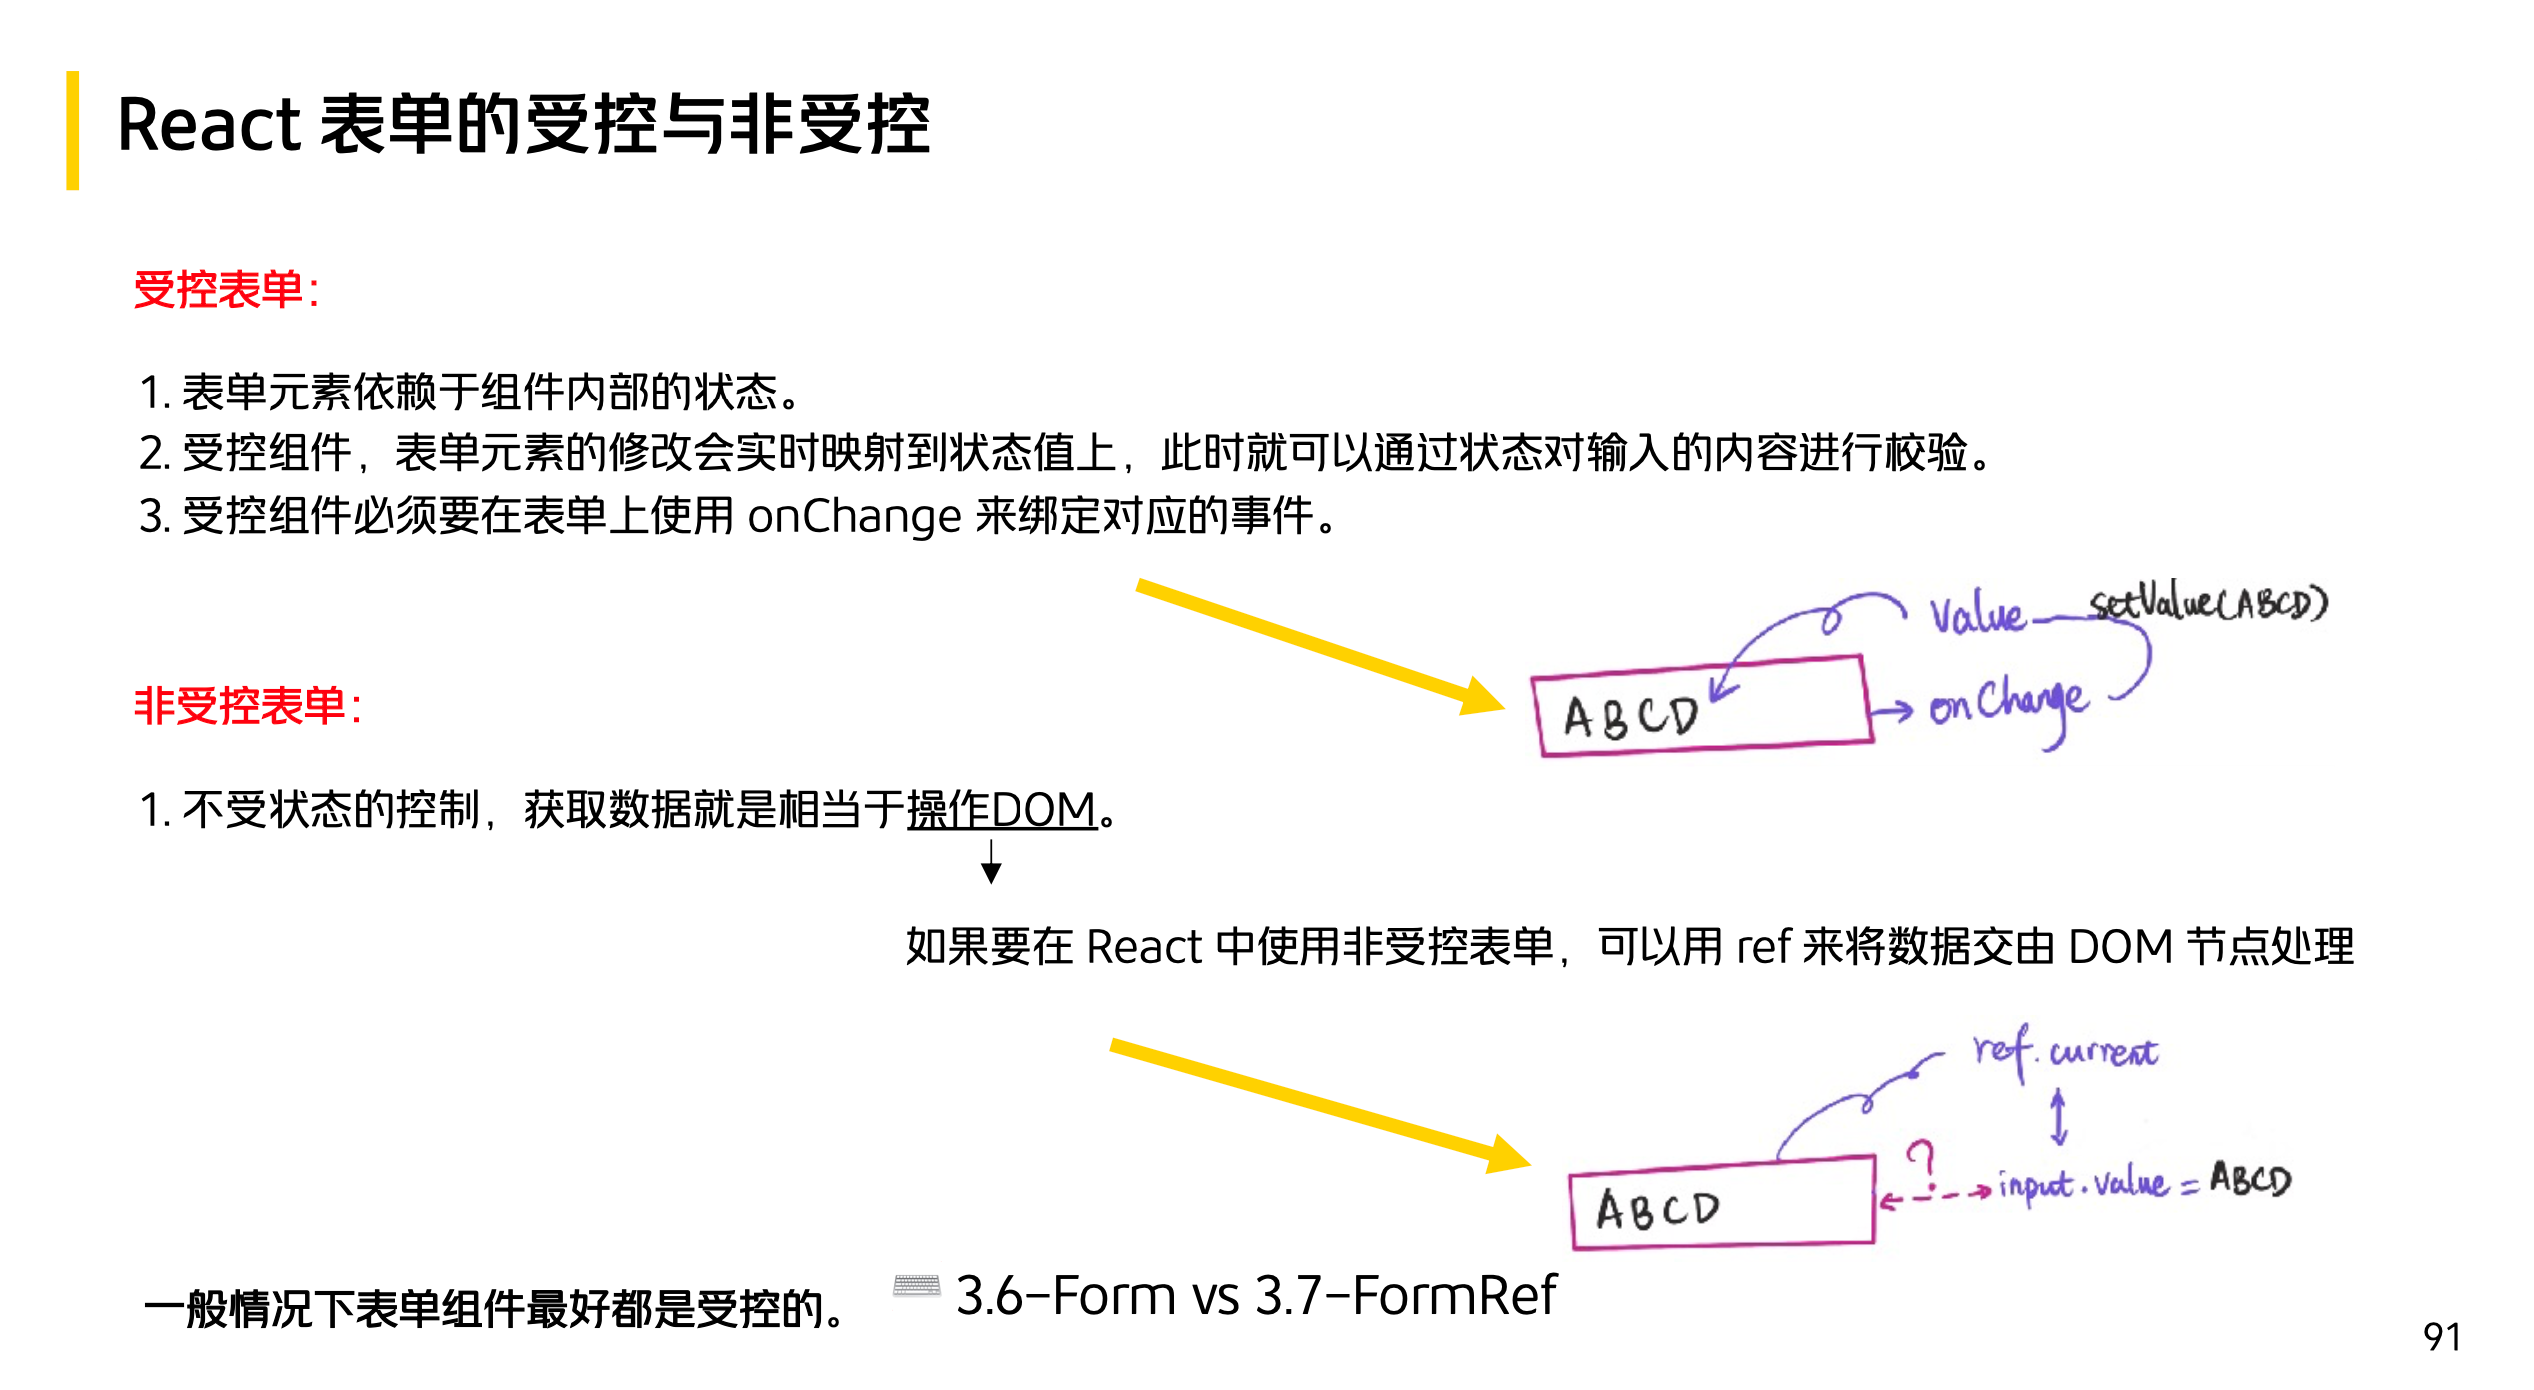 React 表单的受控与非受控
受控表单：
1. 表单元素依赖于组件内部的状态。
2. 受控组件，表单元素的修改会实时映射到状态值上，此时就可以通过状态对输入的内容进行校验。
3. 受控组件必须要在表单上使用 onChange 来绑定对应的事件。
value setValue(ABCD)
ABCD
onChange
非受控表单：
1. 不受状态的控制，获取数据就是相当于操作DOM。
如果要在 React 中使用非受控表单，可以用 ref 来将数据交由 DOM 节点处理
ref.current
?
ABCD
input.value = ABCD
一般情况下表单组件最好都是受控的。
3.6-Form vs 3.7-FormRef
91